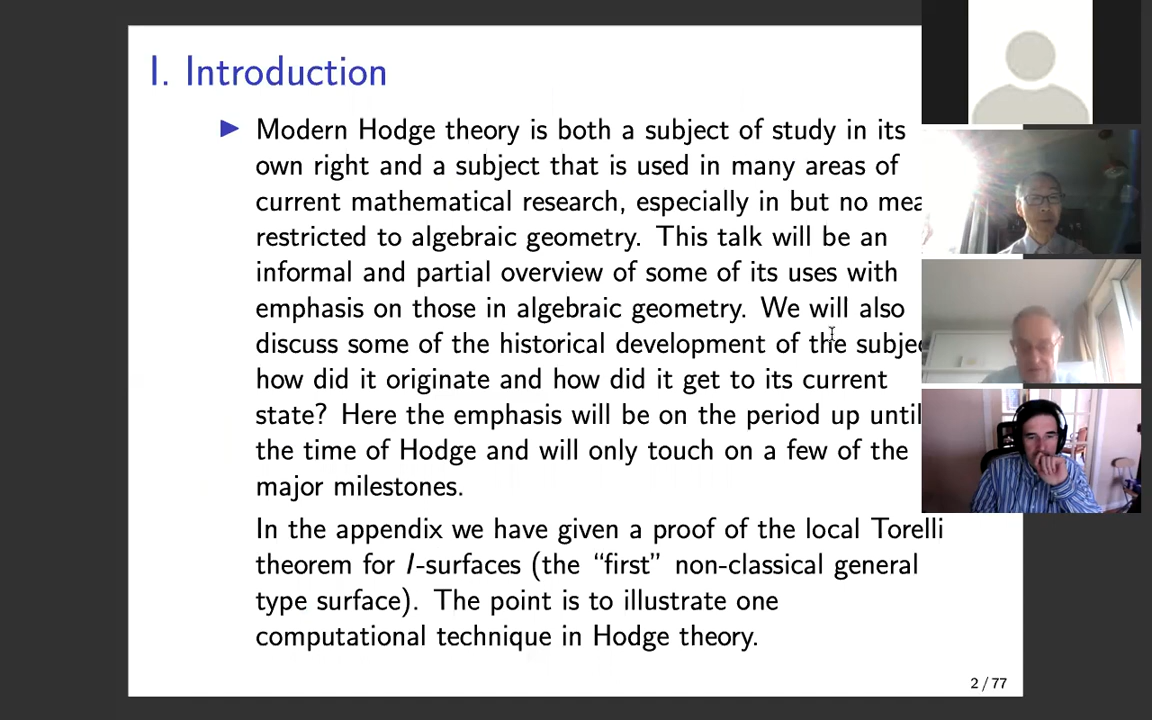 I. Introduction
Modern Hodge theory is both a subject of study in its
own right and a subject that is used in many areas of
current mathematical research, especially in but no mea
restricted to algebraic geometry. This talk will be an
informal and partial overview of some of its uses with
emphasis on those in algebraic geometry. We will also
discuss some of the historical development of the subjec
how did it originate and how did it get to its current
state? Here the emphasis will be on the period up until
the time of Hodge and will only touch on a few of the
major milestones.
In the appendix we have given a proof of the local Torelli
theorem for I-surfaces (the “first” non-classical general
type surface). The point is to illustrate one
computational technique in Hodge theory.
2 / 77